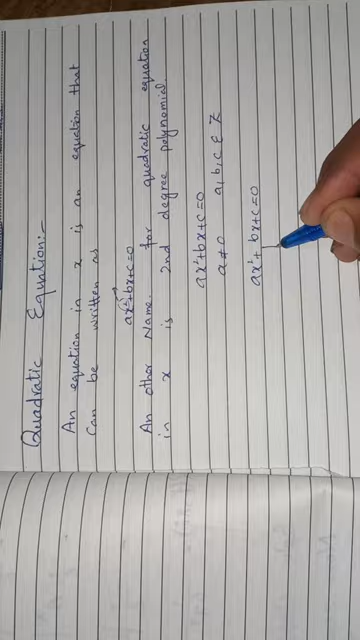 Quadratic Equation:-
An equation in x is an equation that
Can be written as
ax²+bx+c=0
An other Name. for quadratic equation
in x is 2nd degree polynomial.
ax²+bx+c=0
a≠0 a,b,c ∈ Z
ax²+bx+c=0